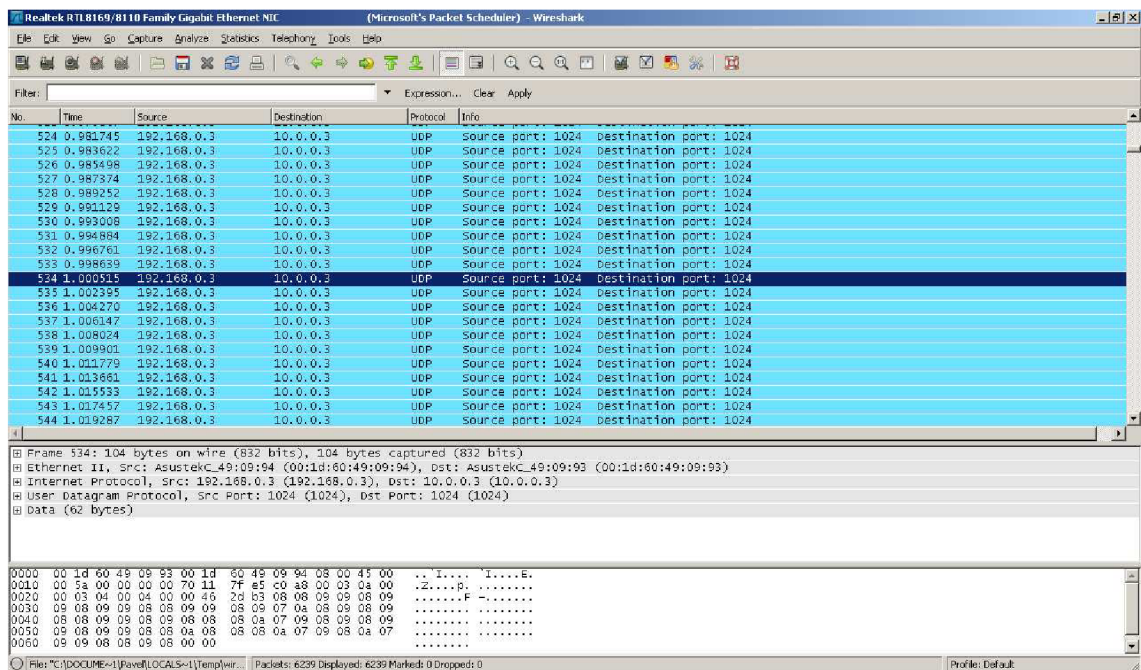 Realtek RTL8169/8110 Family Gigabit Ethernet NIC (Microsoft's Packet Scheduler) - Wireshark
File Edit View Go Capture Analyze Statistics Telephony Tools Help
Filter: Expression... Clear Apply
No. Time Source Destination Protocol Info
524 0.981745 192.168.0.3 10.0.0.3 UDP Source port: 1024 Destination port: 1024
525 0.983622 192.168.0.3 10.0.0.3 UDP Source port: 1024 Destination port: 1024
526 0.985498 192.168.0.3 10.0.0.3 UDP Source port: 1024 Destination port: 1024
527 0.987374 192.168.0.3 10.0.0.3 UDP Source port: 1024 Destination port: 1024
528 0.989252 192.168.0.3 10.0.0.3 UDP Source port: 1024 Destination port: 1024
529 0.991129 192.168.0.3 10.0.0.3 UDP Source port: 1024 Destination port: 1024
530 0.993008 192.168.0.3 10.0.0.3 UDP Source port: 1024 Destination port: 1024
531 0.994884 192.168.0.3 10.0.0.3 UDP Source port: 1024 Destination port: 1024
532 0.996761 192.168.0.3 10.0.0.3 UDP Source port: 1024 Destination port: 1024
533 0.998639 192.168.0.3 10.0.0.3 UDP Source port: 1024 Destination port: 1024
534 1.000515 192.168.0.3 10.0.0.3 UDP Source port: 1024 Destination port: 1024
535 1.002395 192.168.0.3 10.0.0.3 UDP Source port: 1024 Destination port: 1024
536 1.004270 192.168.0.3 10.0.0.3 UDP Source port: 1024 Destination port: 1024
537 1.006147 192.168.0.3 10.0.0.3 UDP Source port: 1024 Destination port: 1024
538 1.008024 192.168.0.3 10.0.0.3 UDP Source port: 1024 Destination port: 1024
539 1.009901 192.168.0.3 10.0.0.3 UDP Source port: 1024 Destination port: 1024
540 1.011779 192.168.0.3 10.0.0.3 UDP Source port: 1024 Destination port: 1024
541 1.013661 192.168.0.3 10.0.0.3 UDP Source port: 1024 Destination port: 1024
542 1.015533 192.168.0.3 10.0.0.3 UDP Source port: 1024 Destination port: 1024
543 1.017457 192.168.0.3 10.0.0.3 UDP Source port: 1024 Destination port: 1024
544 1.019287 192.168.0.3 10.0.0.3 UDP Source port: 1024 Destination port: 1024
Frame 534: 104 bytes on wire (832 bits), 104 bytes captured (832 bits)
Ethernet II, Src: AsustekC_49:09:94 (00:1d:60:49:09:94), Dst: AsustekC_49:09:93 (00:1d:60:49:09:93)
Internet Protocol, Src: 192.168.0.3 (192.168.0.3), Dst: 10.0.0.3 (10.0.0.3)
User Datagram Protocol, Src Port: 1024 (1024), Dst Port: 1024 (1024)
Data (62 bytes)
0000 00 1d 60 49 09 93 00 1d 60 49 09 94 08 00 45 00 ..`I.... `I....E.
0010 00 5a 00 00 00 00 70 11 7f e5 c0 a8 00 03 0a 00 .Z....p. ........
0020 00 03 04 00 04 00 00 46 2d b3 08 08 09 09 08 09 .......F -.......
0030 09 08 09 09 08 08 09 09 08 09 07 0a 08 09 08 09 ........ ........
0040 08 08 09 09 08 09 08 08 08 0a 07 09 08 09 08 09 ........ ........
0050 09 08 09 09 08 08 0a 08 08 08 0a 07 09 08 0a 07 ........ ........
0060 09 09 08 08 09 08 00 00 ........
File: "C:\DOCUME~1\Pavel\LOCALS~1\Temp\wir... Packets: 6239 Displayed: 6239 Marked: 0 Dropped: 0 Profile: Default